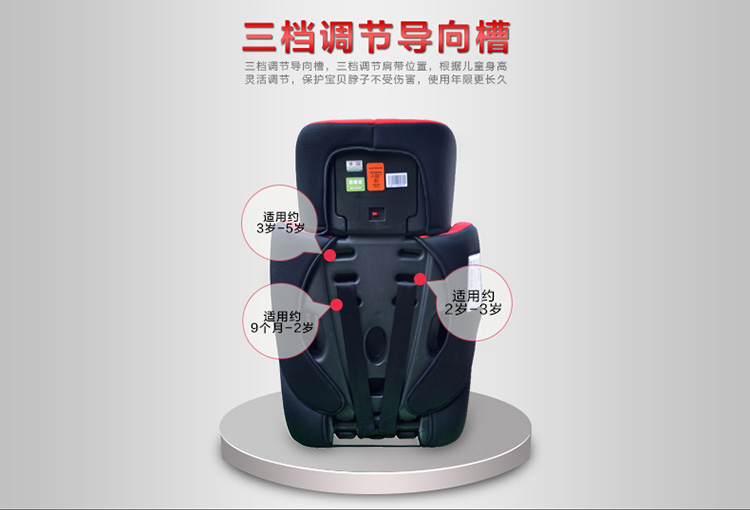 三档调节导向槽
三档调节导向槽，三档调节肩带位置，根据儿童身高
灵活调节，保护宝贝脖子不受伤害，使用年限更长久
适用约
3岁-5岁
适用约
2岁-3岁
适用约
9个月-2岁